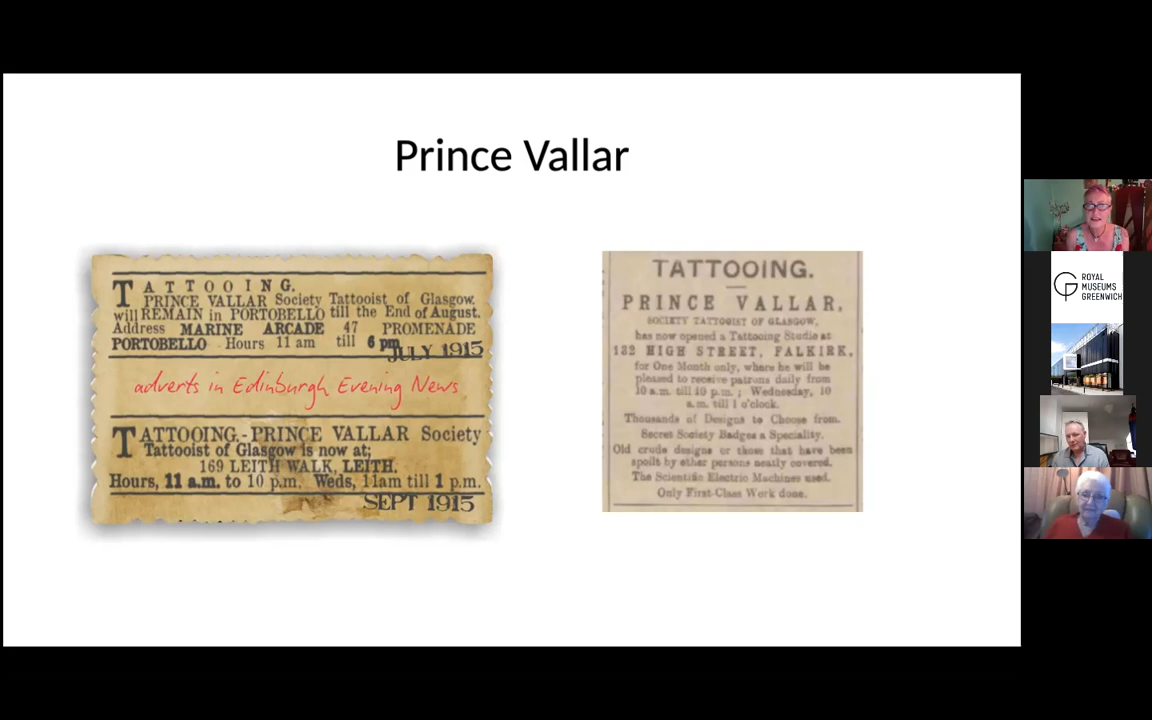 Prince Vallar
TATTOOING.
PRINCE VALLAR Society Tattooist of Glasgow.
will REMAIN in PORTOBELLO till the End of August.
Address MARINE ARCADE 47 PROMENADE
PORTOBELLO Hours 11 am till 6 pm
JULY 1915
adverts in Edinburgh Evening News
TATTOOING.-PRINCE VALLAR Society
Tattooist of Glasgow is now at;
169 LEITH WALK, LEITH.
Hours, 11 a.m. to 10 p.m. Weds, 11am till 1 p.m.
SEPT 1915
TATTOOING.
PRINCE VALLAR,
SOCIETY TATTOOIST OF GLASGOW,
has now opened a Tattooing Studio at
132 HIGH STREET, FALKIRK,
for One Month only, where he will be
pleased to receive patrons daily from
10 a.m. till 10 p.m.; Wednesday, 10
a.m. till 1 o'clock.
Thousands of Designs to Choose from.
Secret Society Badges a Speciality.
Old crude designs or those that have been
spoilt by other persons neatly covered.
The Scientific Electric Machines used.
Only First-Class Work done.
ROYAL
MUSEUMS
GREENWICH